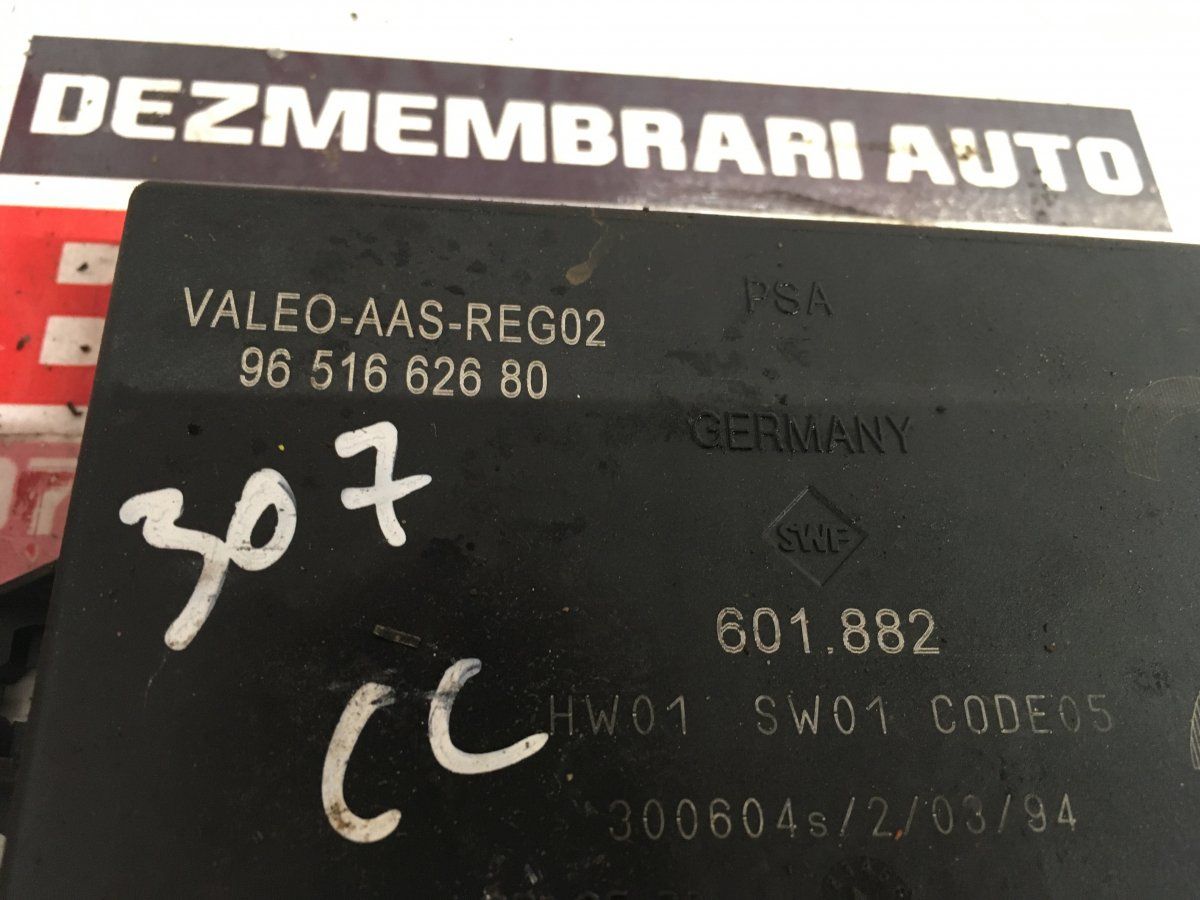 DEZMEMBRARI AUTO
VALEO-AAS-REG02
96 516 626 80
PSA
GERMANY
SWF
307
CC
601.882
HW01 SW01 CODE05
300604s/2/03/94